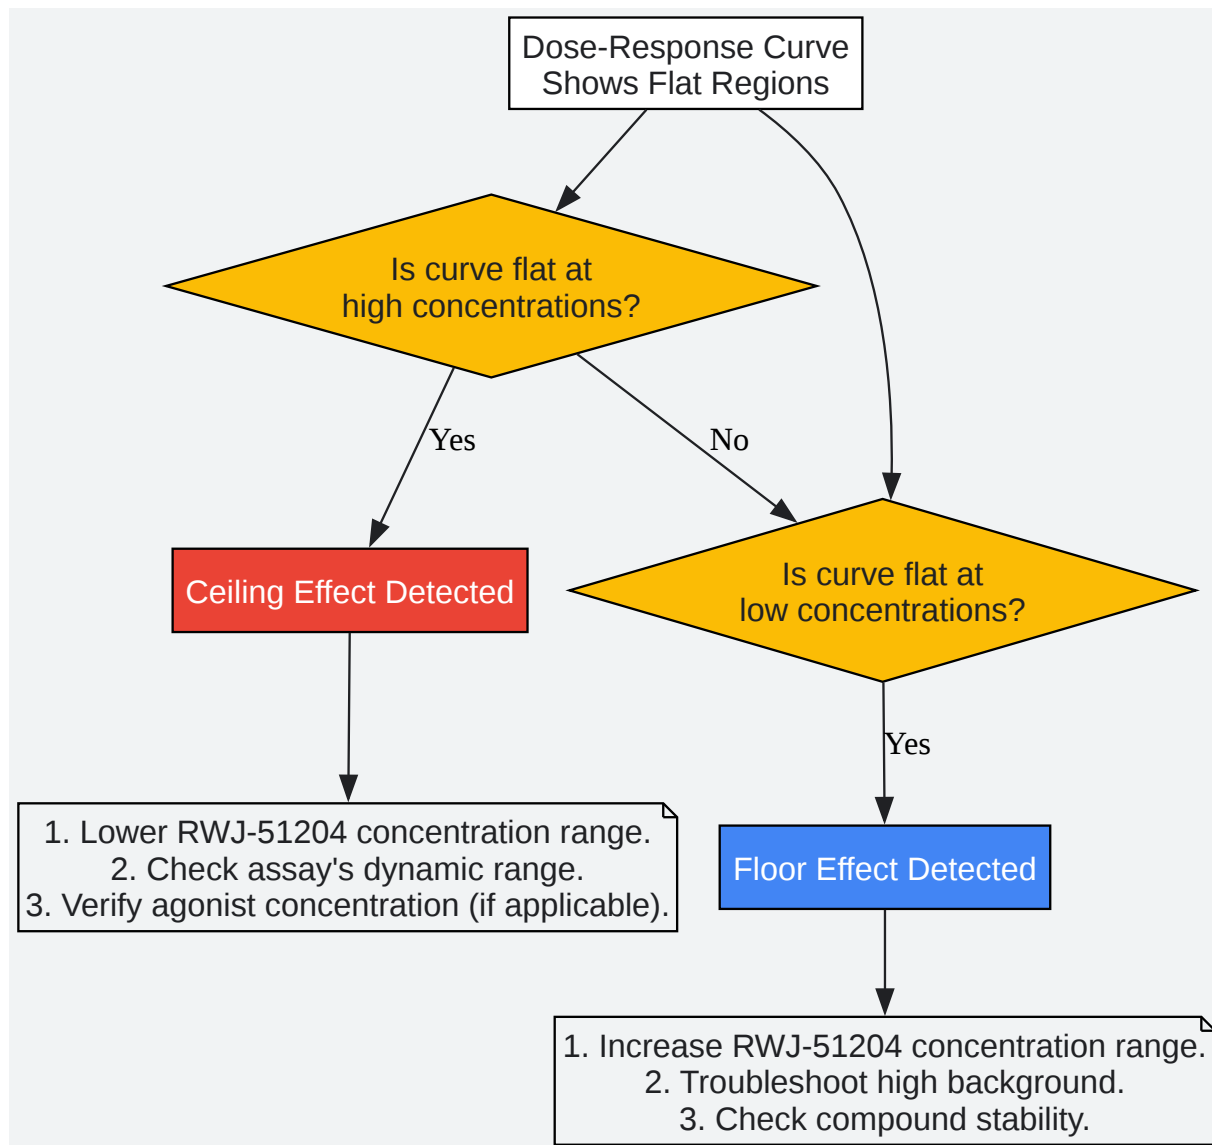 Dose-Response Curve
Shows Flat Regions
Is curve flat at
high concentrations?
Yes
No
Ceiling Effect Detected
Is curve flat at
low concentrations?
Yes
1. Lower RWJ-51204 concentration range.
2. Check assay's dynamic range.
3. Verify agonist concentration (if applicable).
Floor Effect Detected
1. Increase RWJ-51204 concentration range.
2. Troubleshoot high background.
3. Check compound stability.